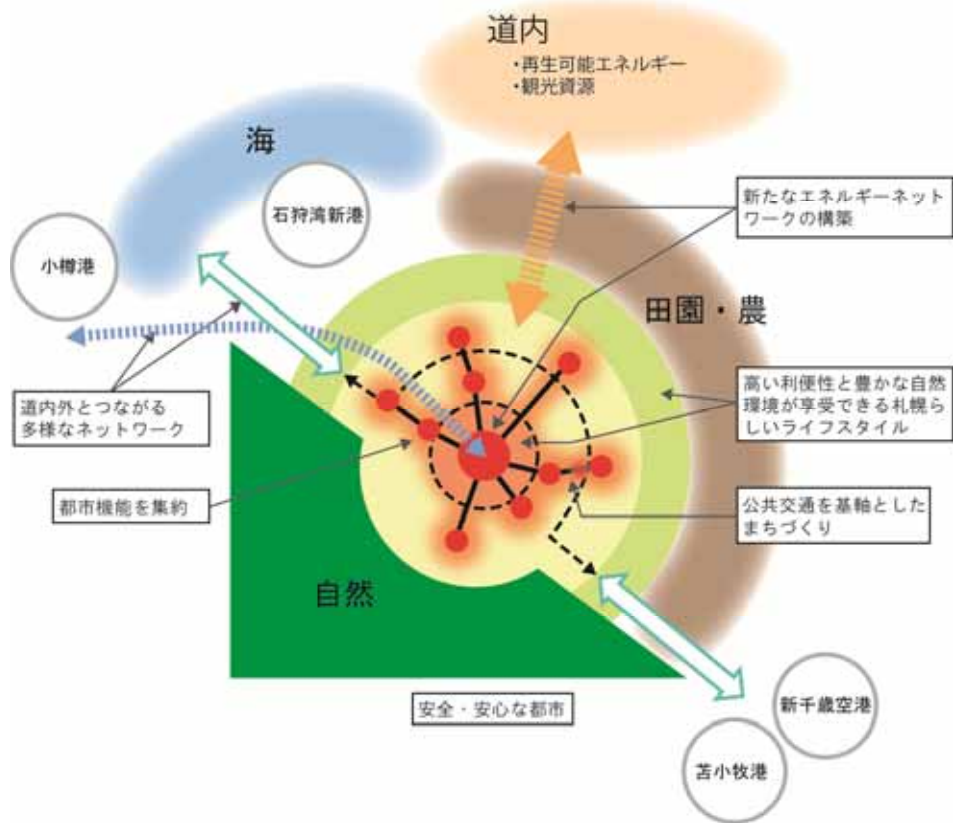 道内
・再生可能エネルギー
・観光資源
海
石狩湾新港
小樽港
新たなエネルギーネット
ワークの構築
田園・農
道内外とつながる
多様なネットワーク
高い利便性と豊かな自然
環境が享受できる札幌ら
しいライフスタイル
都市機能を集約
公共交通を基軸とした
まちづくり
自然
安全・安心な都市
新千歳空港
苫小牧港